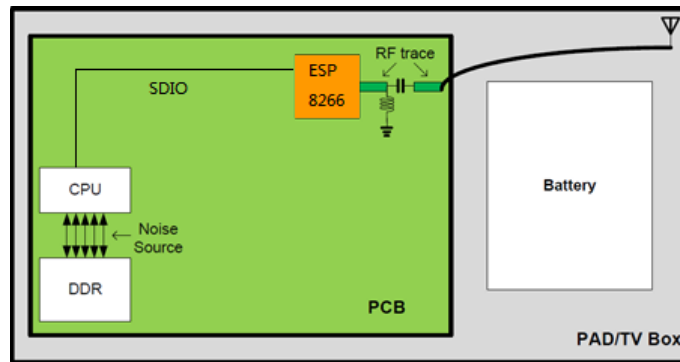 RF trace
ESP
8266
SDIO
CPU
Noise
Source
DDR
PCB
Battery
PAD/TV Box